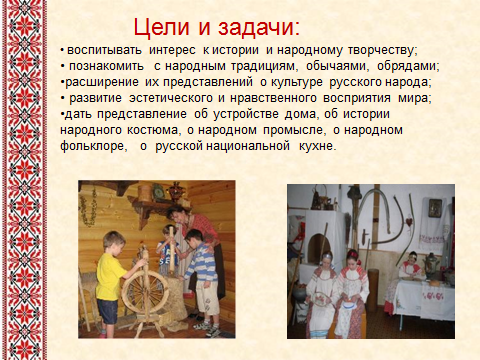 Цели и задачи:
• воспитывать интерес к истории и народному творчеству;
• познакомить с народным традициям, обычаями, обрядами;
•расширение их представлений о культуре русского народа;
• развитие эстетического и нравственного восприятия мира;
•дать представление об устройстве дома, об истории
народного костюма, о народном промысле, о народном
фольклоре, о русской национальной кухне.